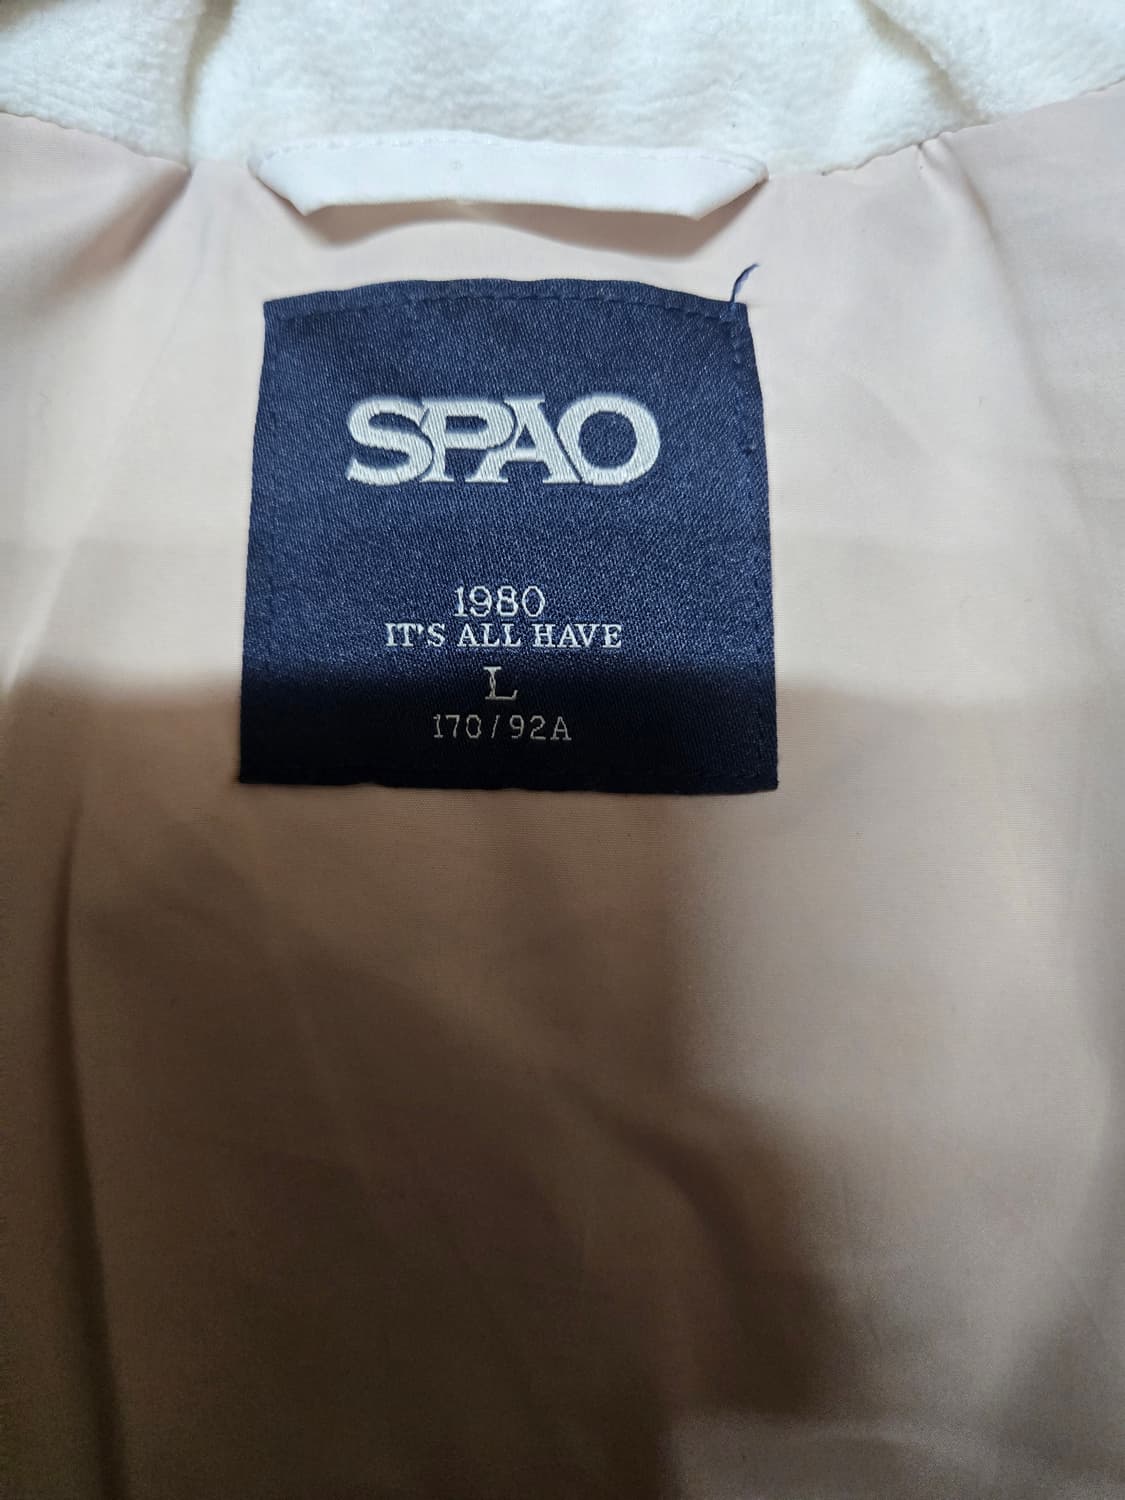 SPAO
1980
IT'S ALL HAVE
L
170/92A